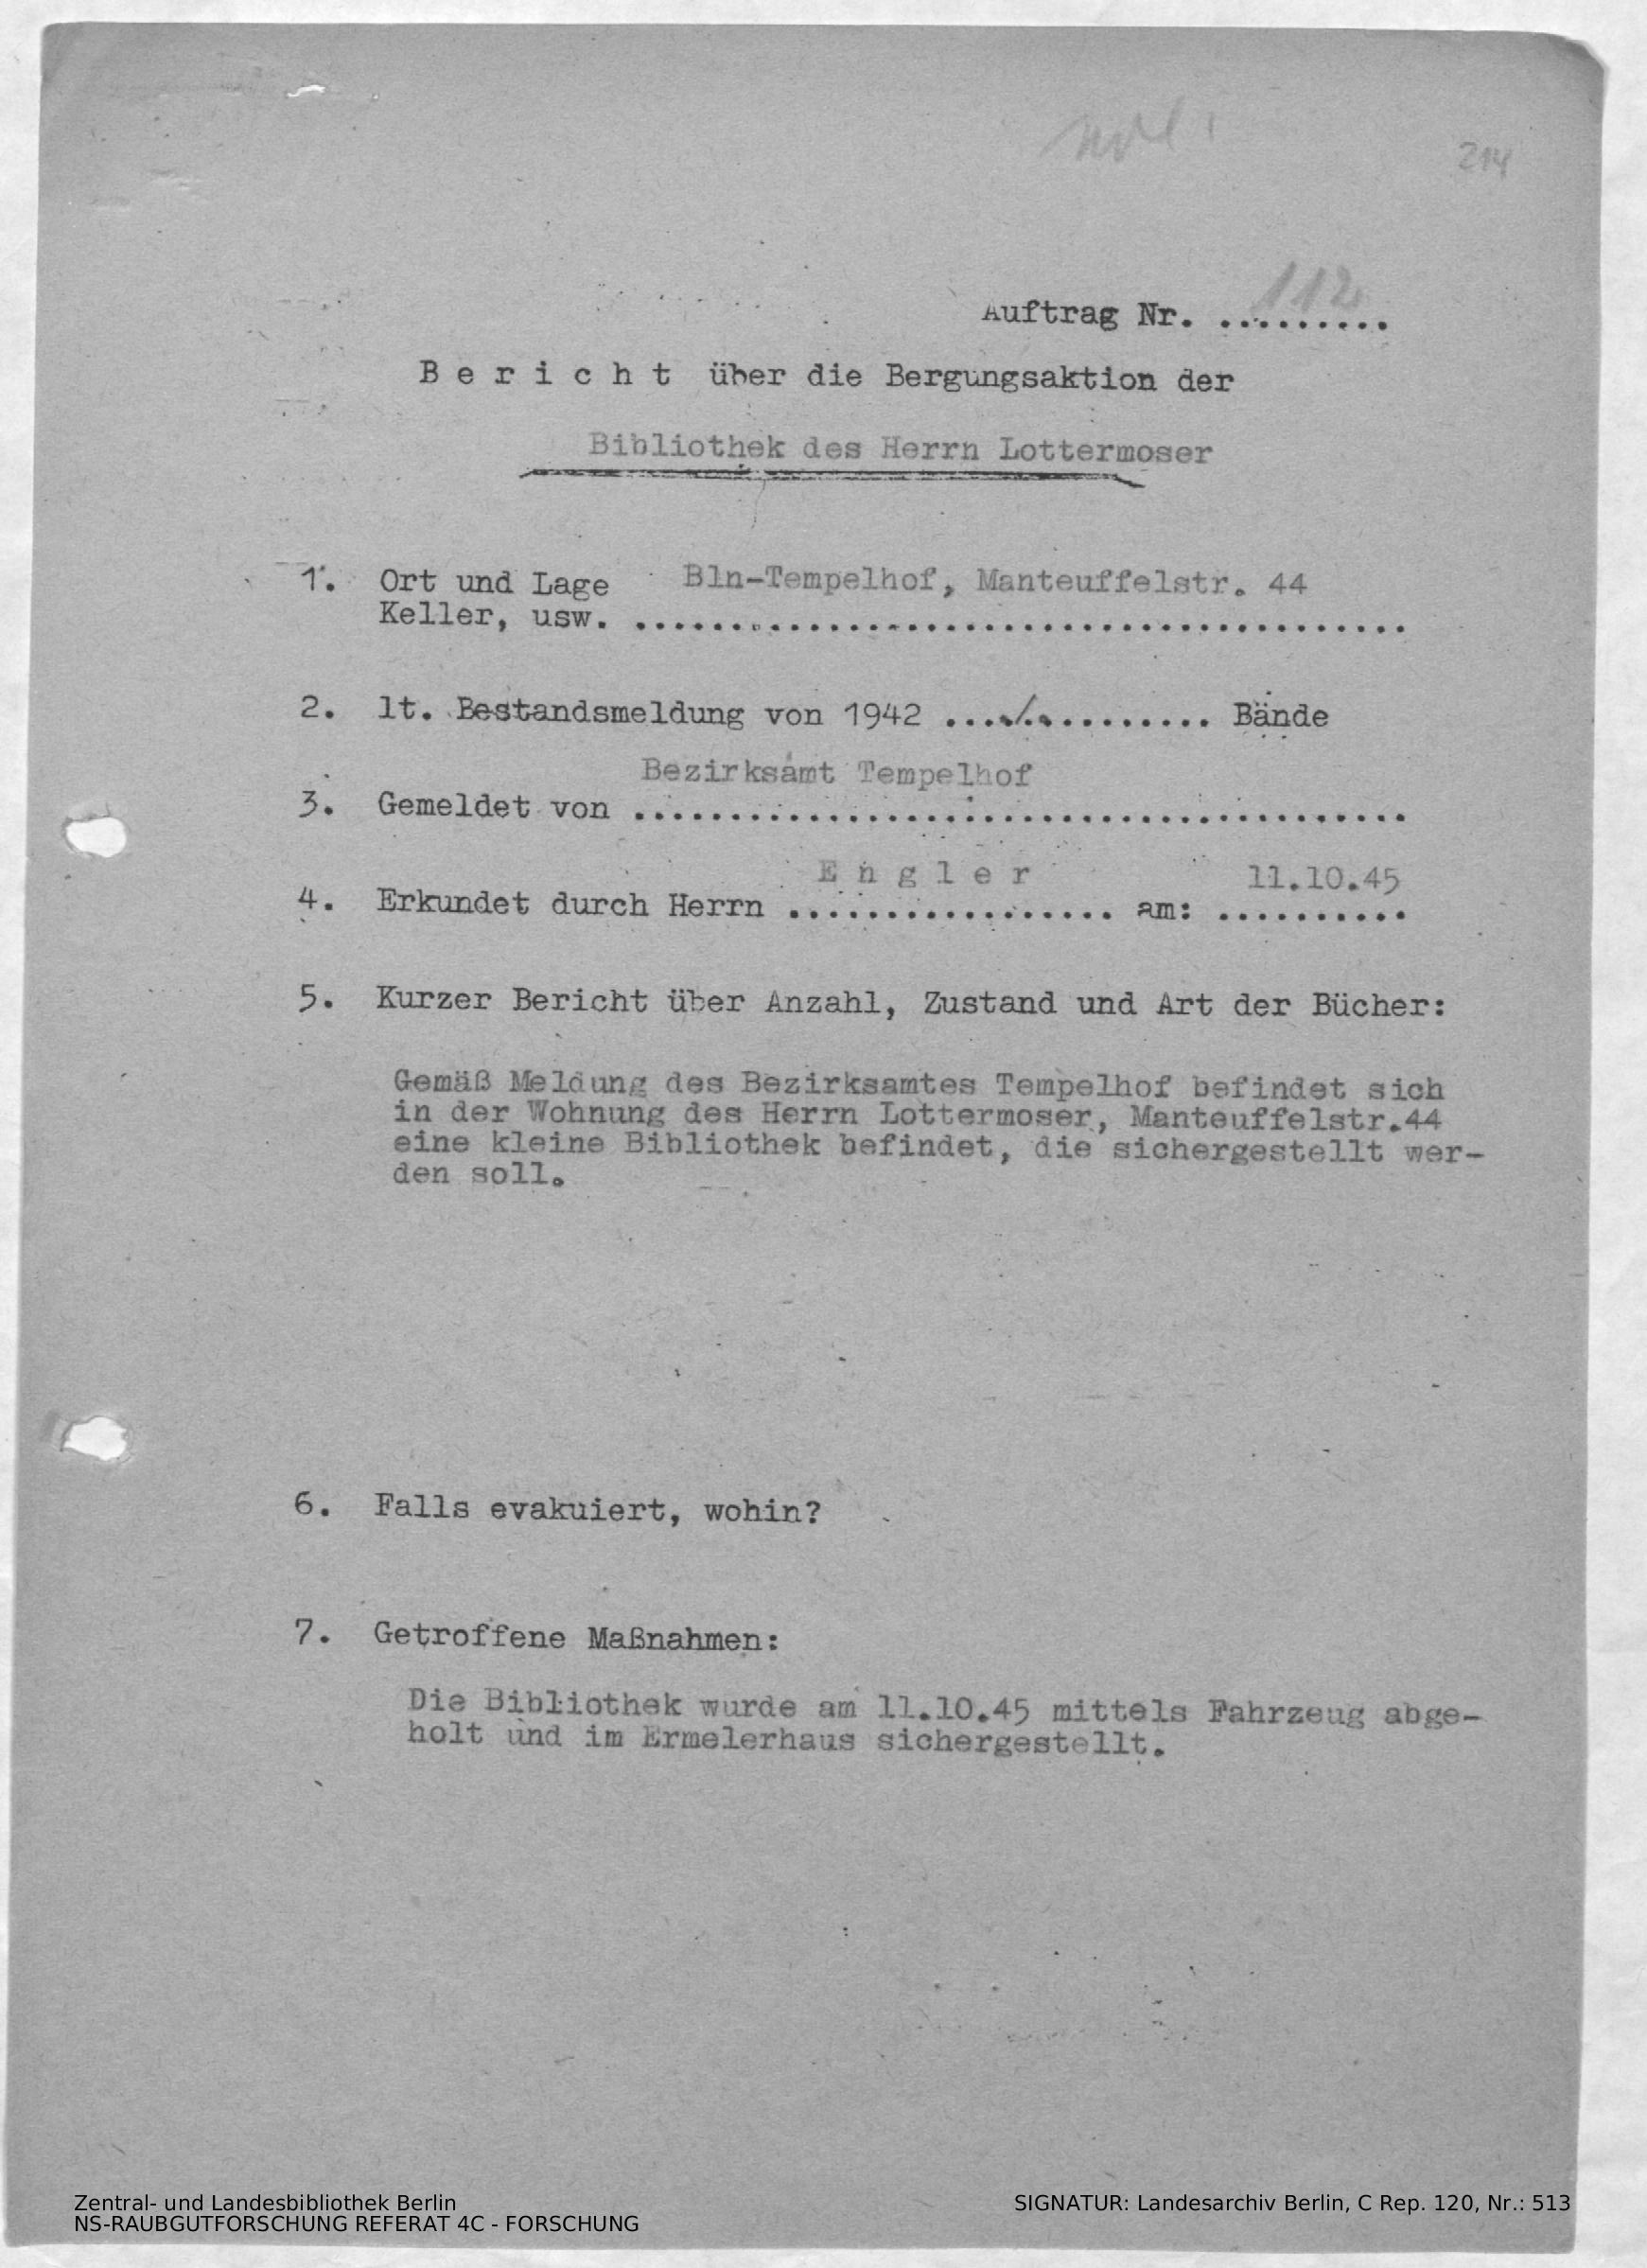 214
Auftrag Nr. ...112...
B e r i c h t über die Bergungsaktion der
Bibliothek des Herrn Lottermoser
1. Ort und Lage Bln-Tempelhof, Manteuffelstr. 44
Keller, usw. ........................................
2. lt. Bestandsmeldung von 1942 ..../......... Bände
Bezirksamt Tempelhof
3. Gemeldet von ........................................
E n g l e r 11.10.45
4. Erkundet durch Herrn ................. am: ..........
5. Kurzer Bericht über Anzahl, Zustand und Art der Bücher:
Gemäß Meldung des Bezirksamtes Tempelhof befindet sich
in der Wohnung des Herrn Lottermoser, Manteuffelstr.44
eine kleine Bibliothek befindet, die sichergestellt wer-
den soll.
6. Falls evakuiert, wohin?
7. Getroffene Maßnahmen:
Die Bibliothek wurde am 11.10.45 mittels Fahrzeug abge-
holt und im Ermelerhaus sichergestellt.
Zentral- und Landesbibliothek Berlin
NS-RAUBGUTFORSCHUNG REFERAT 4C - FORSCHUNG
SIGNATUR: Landesarchiv Berlin, C Rep. 120, Nr.: 513